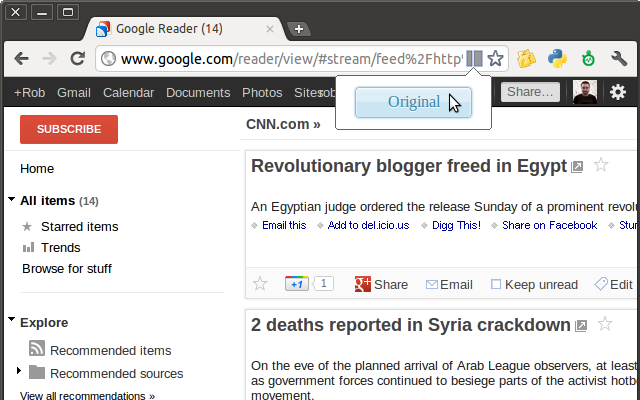 Google Reader (14)
www.google.com/reader/view/#stream/feed%2Fhttp
+Rob Gmail Calendar Documents Photos Sites rob Share…
Original
SUBSCRIBE
CNN.com »
Home
All items (14)
Starred items
Trends
Browse for stuff
Explore
Recommended items
Recommended sources
View all recommendations »
Revolutionary blogger freed in Egypt
An Egyptian judge ordered the release Sunday of a prominent revolu
Email this Add to del.icio.us Digg This! Share on Facebook Stum
+1 1 Share Email Keep unread Edit
2 deaths reported in Syria crackdown
On the eve of the planned arrival of Arab League observers, at least
as government forces continued to besiege parts of the activist hotb
movement.